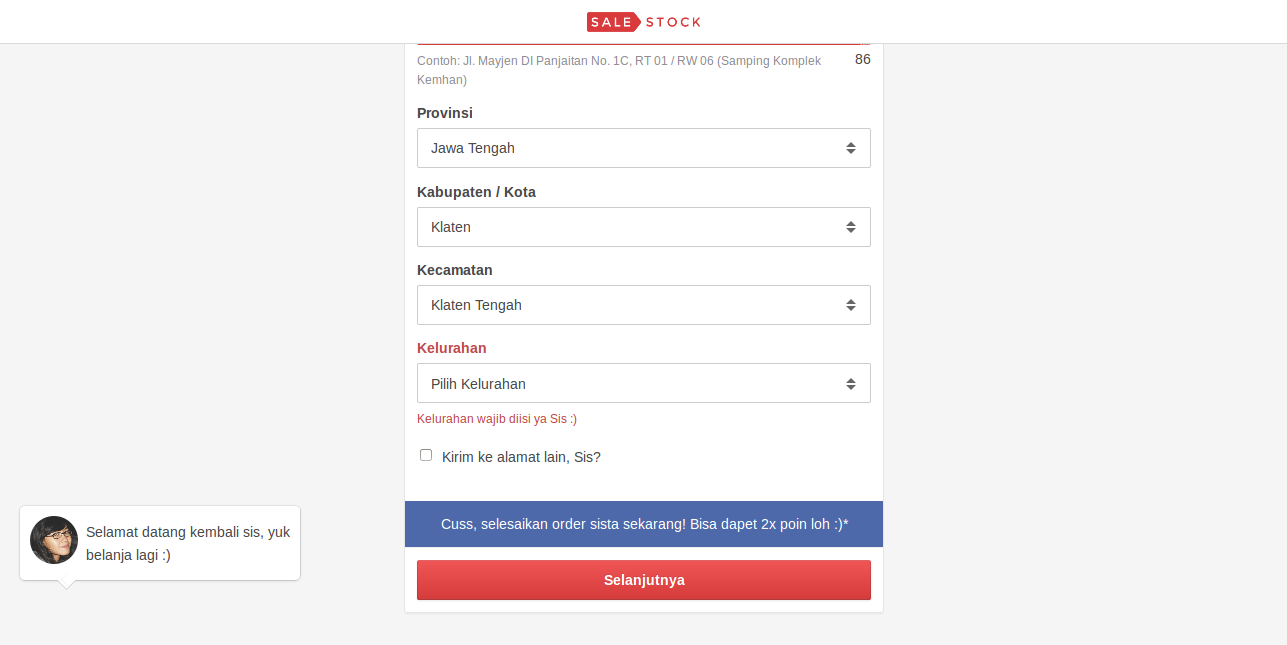 SALE STOCK
Contoh: Jl. Mayjen DI Panjaitan No. 1C, RT 01 / RW 06 (Samping Komplek
Kemhan)
86
Provinsi
Jawa Tengah
Kabupaten / Kota
Klaten
Kecamatan
Klaten Tengah
Kelurahan
Pilih Kelurahan
Kelurahan wajib diisi ya Sis :)
Kirim ke alamat lain, Sis?
Cuss, selesaikan order sista sekarang! Bisa dapet 2x poin loh :)*
Selanjutnya
Selamat datang kembali sis, yuk
belanja lagi :)